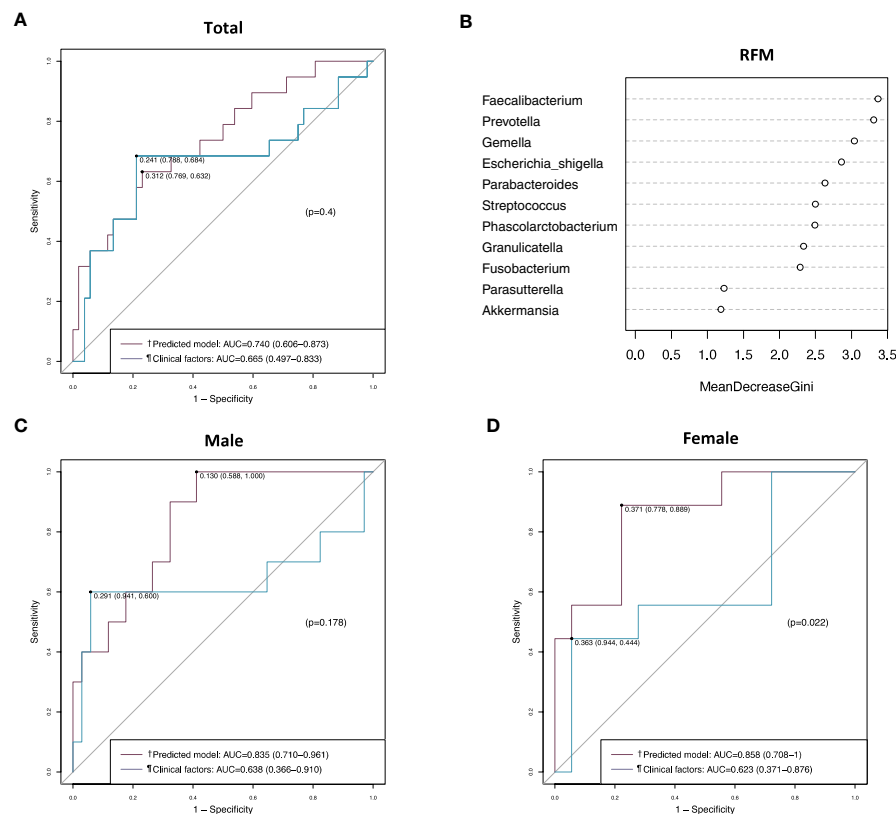 A
Total
1.0
0.8
0.6
0.4
0.2
0.0
Sensitivity
0.241 (0.788, 0.684)
0.312 (0.769, 0.632)
(p=0.4)
†Predicted model: AUC=0.740 (0.606–0.873)
¶Clinical factors: AUC=0.665 (0.497–0.833)
0.0 0.2 0.4 0.6 0.8 1.0
1 – Specificity
B
RFM
Faecalibacterium
Prevotella
Gemella
Escherichia_shigella
Parabacteroides
Streptococcus
Phascolarctobacterium
Granulicatella
Fusobacterium
Parasutterella
Akkermansia
0.0 0.5 1.0 1.5 2.0 2.5 3.0 3.5
MeanDecreaseGini
C
Male
1.0
0.8
0.6
0.4
0.2
0.0
Sensitivity
0.130 (0.588, 1.000)
0.291 (0.941, 0.600)
(p=0.178)
†Predicted model: AUC=0.835 (0.710–0.961)
¶Clinical factors: AUC=0.638 (0.366–0.910)
0.0 0.2 0.4 0.6 0.8 1.0
1 – Specificity
D
Female
1.0
0.8
0.6
0.4
0.2
0.0
Sensitivity
0.371 (0.778, 0.889)
0.363 (0.944, 0.444)
(p=0.022)
†Predicted model: AUC=0.858 (0.708–1)
¶Clinical factors: AUC=0.623 (0.371–0.876)
0.0 0.2 0.4 0.6 0.8 1.0
1 – Specificity